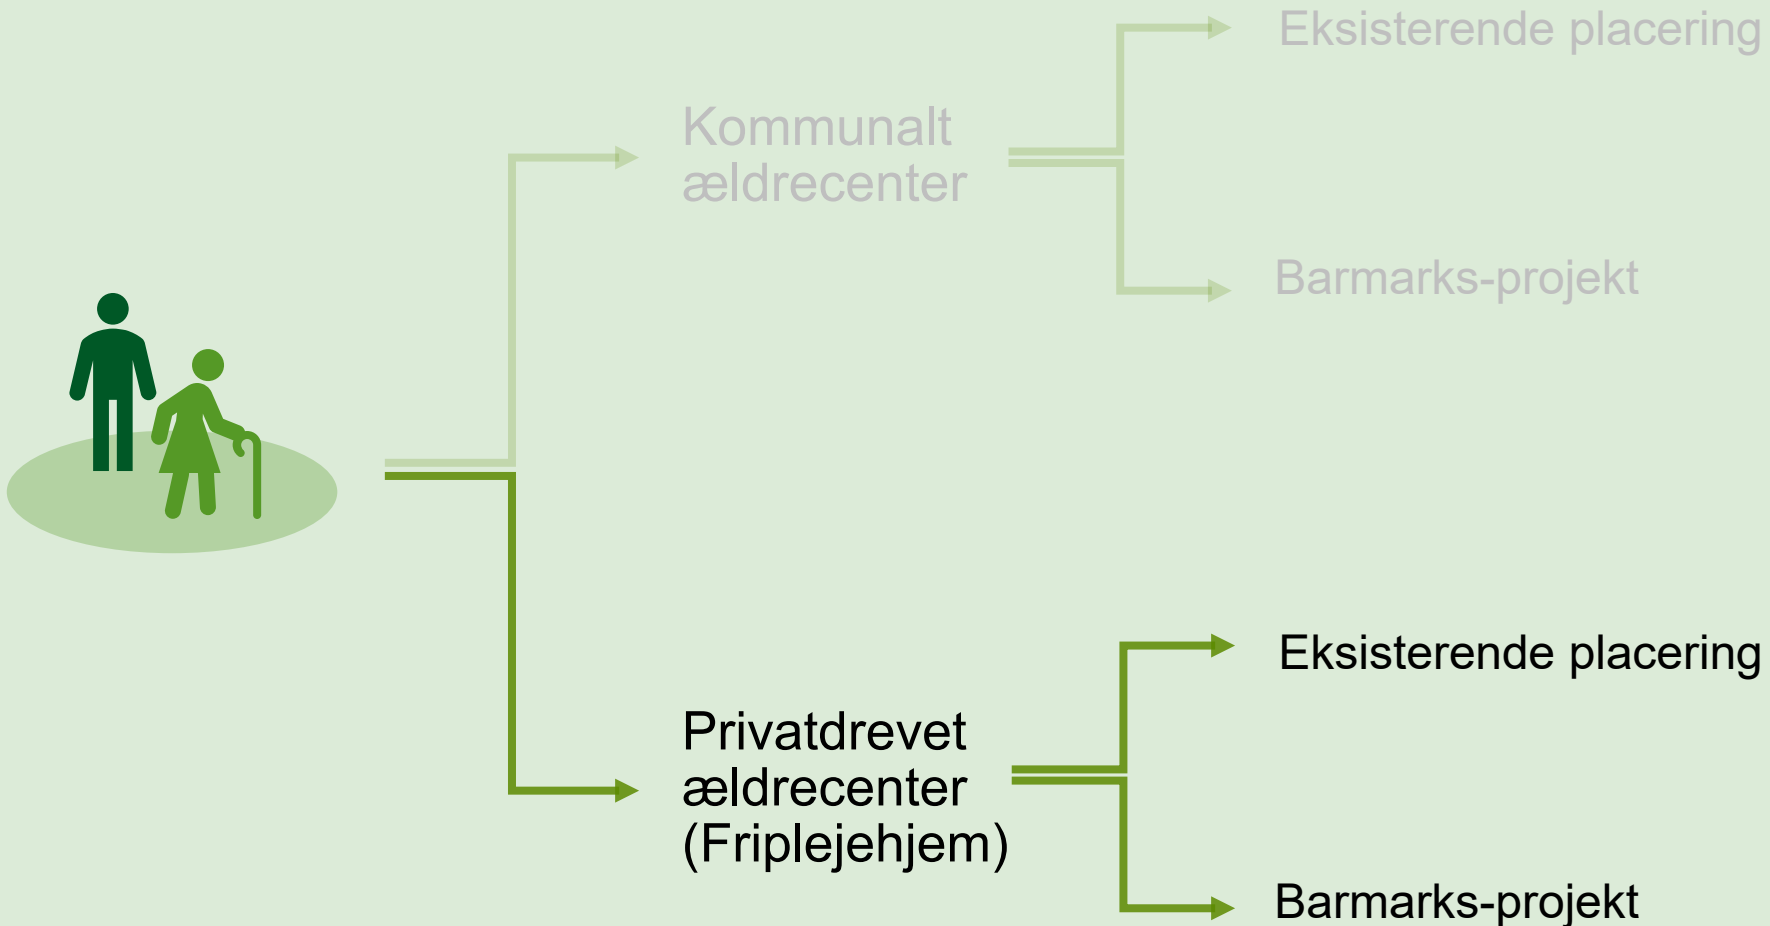 Eksisterende placering
Kommunalt
ældrecenter
Barmarks-projekt
Eksisterende placering
Privatdrevet
ældrecenter
(Friplejehjem)
Barmarks-projekt